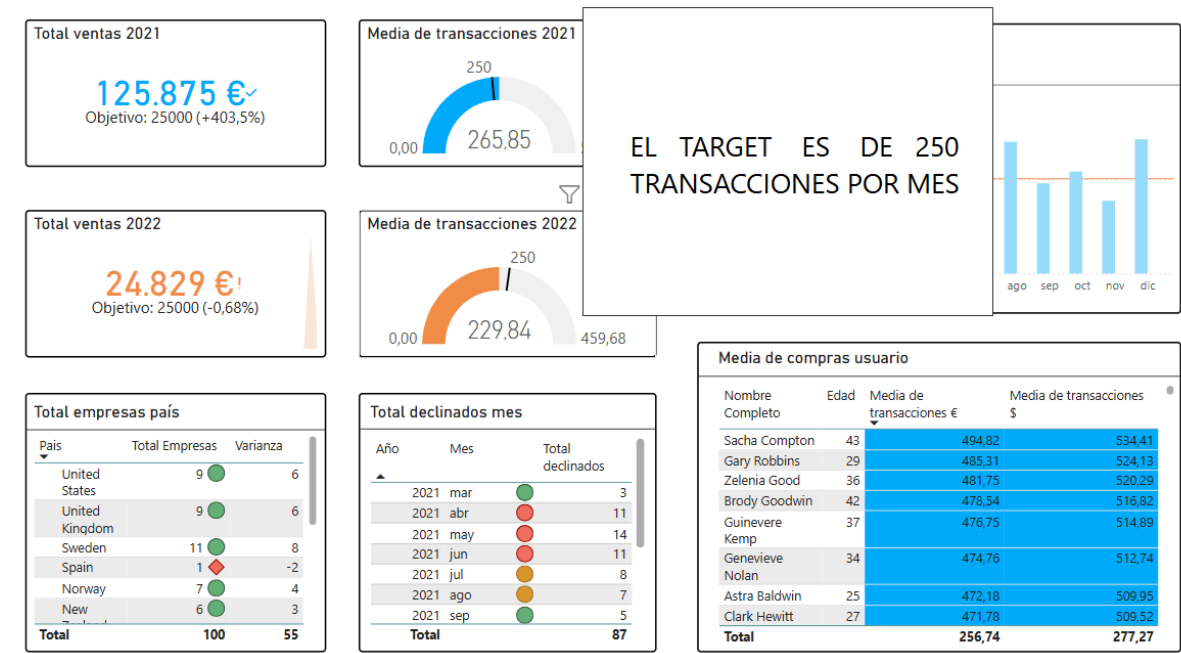 Total ventas 2021
125.875 €
Objetivo: 25000 (+403,5%)
Media de transacciones 2021
250
0,00
265,85
EL TARGET ES DE 250
TRANSACCIONES POR MES
ago sep oct nov dic
Total ventas 2022
24.829 €!
Objetivo: 25000 (-0,68%)
Media de transacciones 2022
250
0,00
229,84
459,68
Total empresas país
Pais Total Empresas Varianza
United States 9 6
United Kingdom 9 6
Sweden 11 8
Spain 1 -2
Norway 7 4
New 6 3
Total 100 55
Total declinados mes
Año Mes Total declinados
2021 mar 3
2021 abr 11
2021 may 14
2021 jun 11
2021 jul 8
2021 ago 7
2021 sep 5
Total 87
Media de compras usuario
Nombre Completo Edad Media de transacciones € Media de transacciones $
Sacha Compton 43 494,82 534,41
Gary Robbins 29 485,31 524,13
Zelenia Good 36 481,75 520,29
Brody Goodwin 42 478,54 516,82
Guinevere Kemp 37 476,75 514,89
Genevieve Nolan 34 474,76 512,74
Astra Baldwin 25 472,18 509,95
Clark Hewitt 27 471,78 509,52
Total 256,74 277,27